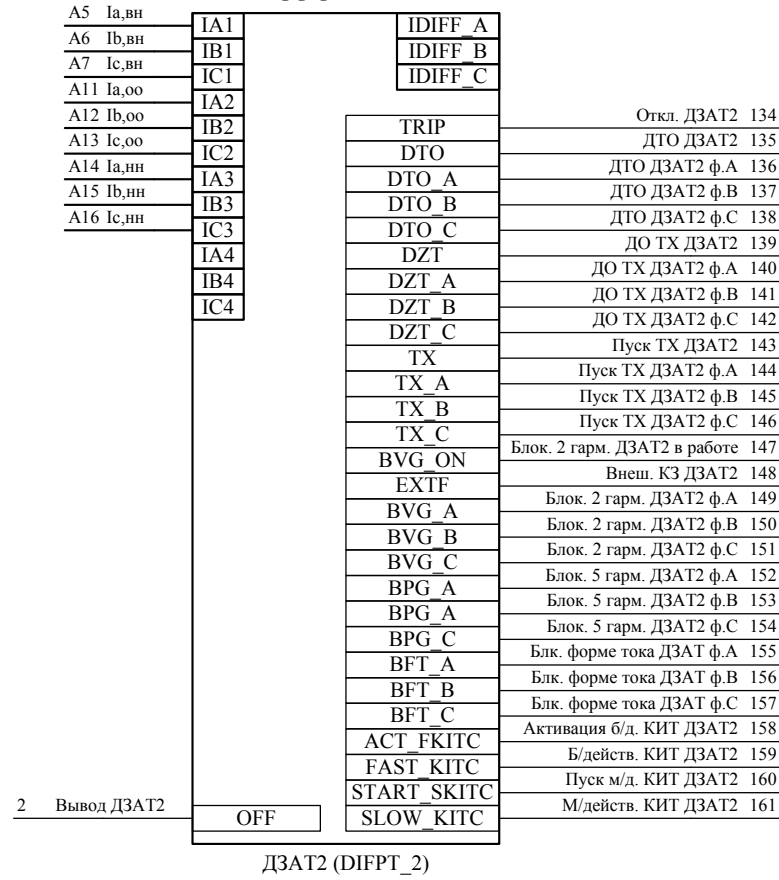 A5 Ia,вн
A6 Ib,вн
A7 Ic,вн
A11 Ia,оо
A12 Ib,оо
A13 Ic,оо
A14 Ia,нн
A15 Ib,нн
A16 Ic,нн
IA1
IB1
IC1
IA2
IB2
IC2
IA3
IB3
IC3
IA4
IB4
IC4
IDIFF_A
IDIFF_B
IDIFF_C
TRIP Откл. ДЗАТ2 134
DTO ДТО ДЗАТ2 135
DTO_A ДТО ДЗАТ2 ф.А 136
DTO_B ДТО ДЗАТ2 ф.В 137
DTO_C ДТО ДЗАТ2 ф.С 138
DZT ДО ТХ ДЗАТ2 139
DZT_A ДО ТХ ДЗАТ2 ф.А 140
DZT_B ДО ТХ ДЗАТ2 ф.В 141
DZT_C ДО ТХ ДЗАТ2 ф.С 142
TX Пуск ТХ ДЗАТ2 143
TX_A Пуск ТХ ДЗАТ2 ф.А 144
TX_B Пуск ТХ ДЗАТ2 ф.В 145
TX_C Пуск ТХ ДЗАТ2 ф.С 146
BVG_ON Блок. 2 гарм. ДЗАТ2 в работе 147
EXTF Внеш. КЗ ДЗАТ2 148
BVG_A Блок. 2 гарм. ДЗАТ2 ф.А 149
BVG_B Блок. 2 гарм. ДЗАТ2 ф.В 150
BVG_C Блок. 2 гарм. ДЗАТ2 ф.С 151
BPG_A Блок. 5 гарм. ДЗАТ2 ф.А 152
BPG_A Блок. 5 гарм. ДЗАТ2 ф.В 153
BPG_C Блок. 5 гарм. ДЗАТ2 ф.С 154
BFT_A Блк. форме тока ДЗАТ ф.А 155
BFT_B Блк. форме тока ДЗАТ ф.В 156
BFT_C Блк. форме тока ДЗАТ ф.С 157
ACT_FKITC Активация б/д. КИТ ДЗАТ2 158
FAST_KITC Б/действ. КИТ ДЗАТ2 159
START_SKITC Пуск м/д. КИТ ДЗАТ2 160
2 Вывод ДЗАТ2 OFF SLOW_KITC М/действ. КИТ ДЗАТ2 161
ДЗАТ2 (DIFPT_2)